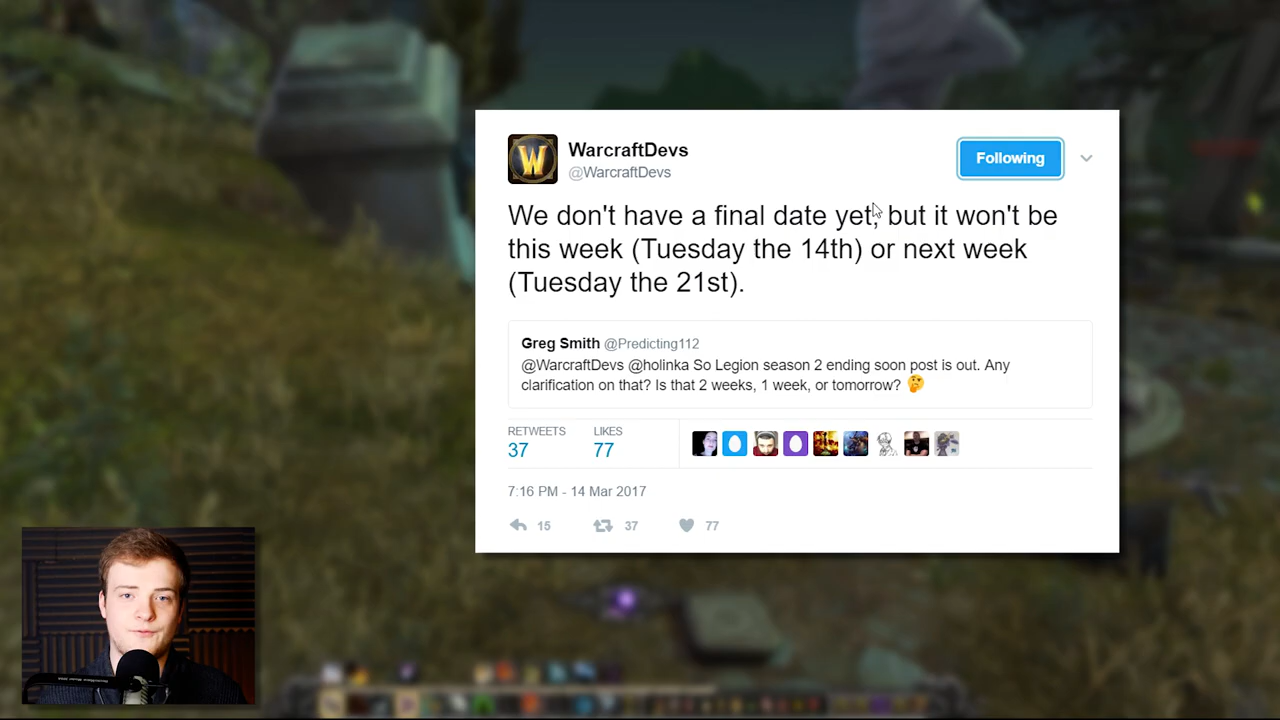 WarcraftDevs
@WarcraftDevs
Following
We don't have a final date yet, but it won't be
this week (Tuesday the 14th) or next week
(Tuesday the 21st).
Greg Smith @Predicting112
@WarcraftDevs @holinka So Legion season 2 ending soon post is out. Any
clarification on that? Is that 2 weeks, 1 week, or tomorrow? 🤔
RETWEETS LIKES
37 77
7:16 PM - 14 Mar 2017
15 37 77